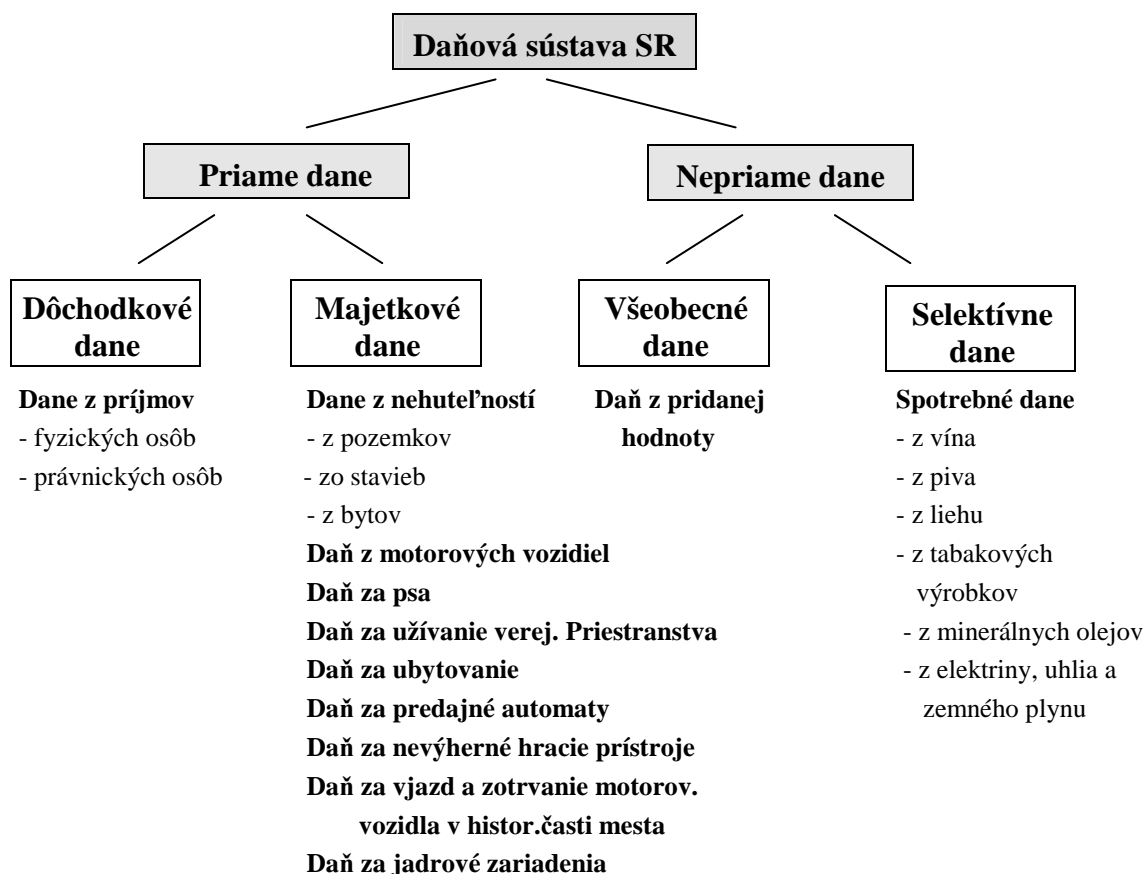 Daňová sústava SR
Priame dane
Nepriame dane
Dôchodkové
dane
Majetkové
dane
Všeobecné
dane
Selektívne
dane
Dane z príjmov
- fyzických osôb
- právnických osôb
Dane z nehuteľností
- z pozemkov
- zo stavieb
- z bytov
Daň z motorových vozidiel
Daň za psa
Daň za užívanie verej. Priestranstva
Daň za ubytovanie
Daň za predajné automaty
Daň za nevýherné hracie prístroje
Daň za vjazd a zotrvanie motorov.
vozidla v histor.časti mesta
Daň za jadrové zariadenia
Daň z pridanej
hodnoty
Spotrebné dane
- z vína
- z piva
- z liehu
- z tabakových
výrobkov
- z minerálnych olejov
- z elektriny, uhlia a
zemného plynu